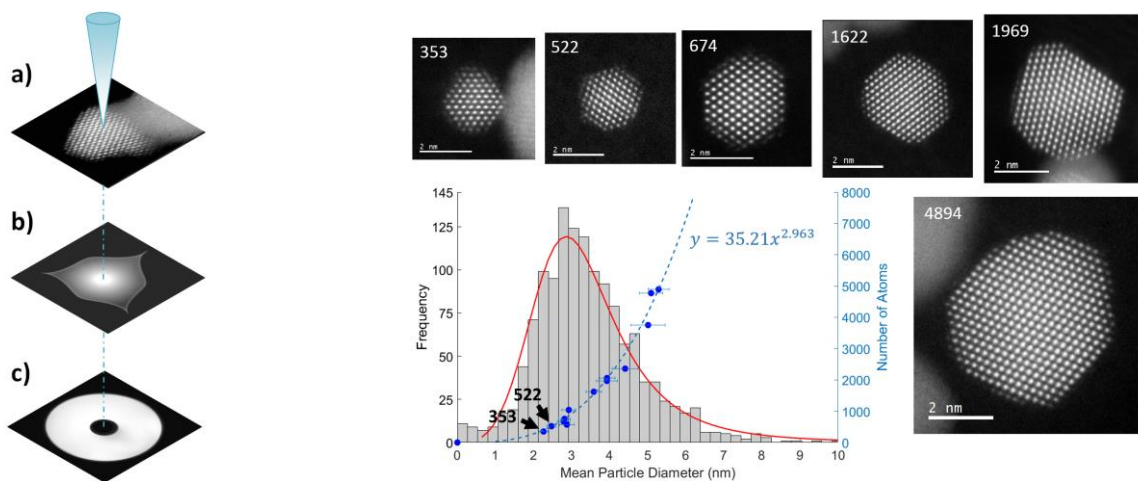 a)
b)
c)
353
2 nm
522
2 nm
674
2 nm
1622
2 nm
1969
2 nm
4894
2 nm
145
125
100
75
50
25
0
Frequency
8000
7000
6000
5000
4000
3000
2000
1000
0
Number of Atoms
y = 35.21x^2.963
522
353
0 1 2 3 4 5 6 7 8 9 10
Mean Particle Diameter (nm)